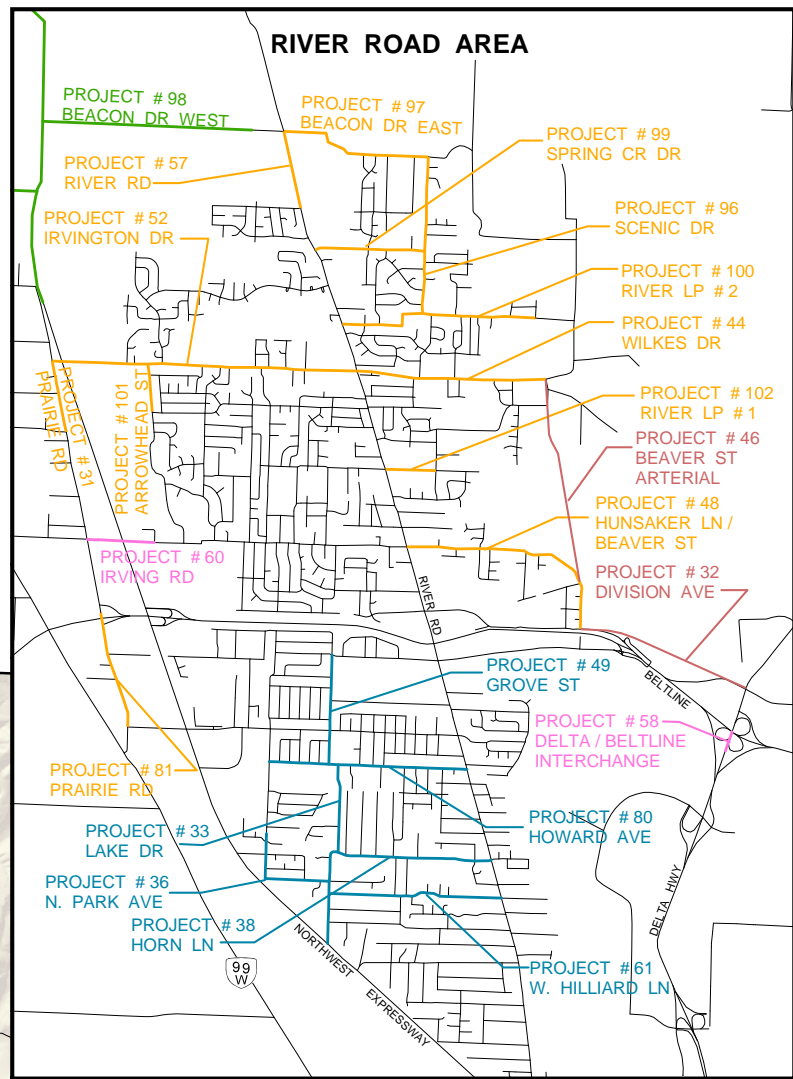 RIVER ROAD AREA
PROJECT # 98
BEACON DR WEST
PROJECT # 97
BEACON DR EAST
PROJECT # 99
SPRING CR DR
PROJECT # 57
RIVER RD
PROJECT # 52
IRVINGTON DR
PROJECT # 96
SCENIC DR
PROJECT # 100
RIVER LP # 2
PROJECT # 44
WILKES DR
PROJECT # 31
PRAIRIE RD
PROJECT # 101
ARROWHEAD ST
PROJECT # 102
RIVER LP # 1
PROJECT # 46
BEAVER ST
ARTERIAL
PROJECT # 48
HUNSAKER LN /
BEAVER ST
PROJECT # 60
IRVING RD
PROJECT # 32
DIVISION AVE
RIVER RD
PROJECT # 49
GROVE ST
BELTLINE
PROJECT # 58
DELTA / BELTLINE
INTERCHANGE
PROJECT # 81
PRAIRIE RD
PROJECT # 33
LAKE DR
PROJECT # 80
HOWARD AVE
PROJECT # 36
N. PARK AVE
PROJECT # 38
HORN LN
DELTA HWY
NORTHWEST EXPRESSWAY
99
W
PROJECT # 61
W. HILLIARD LN